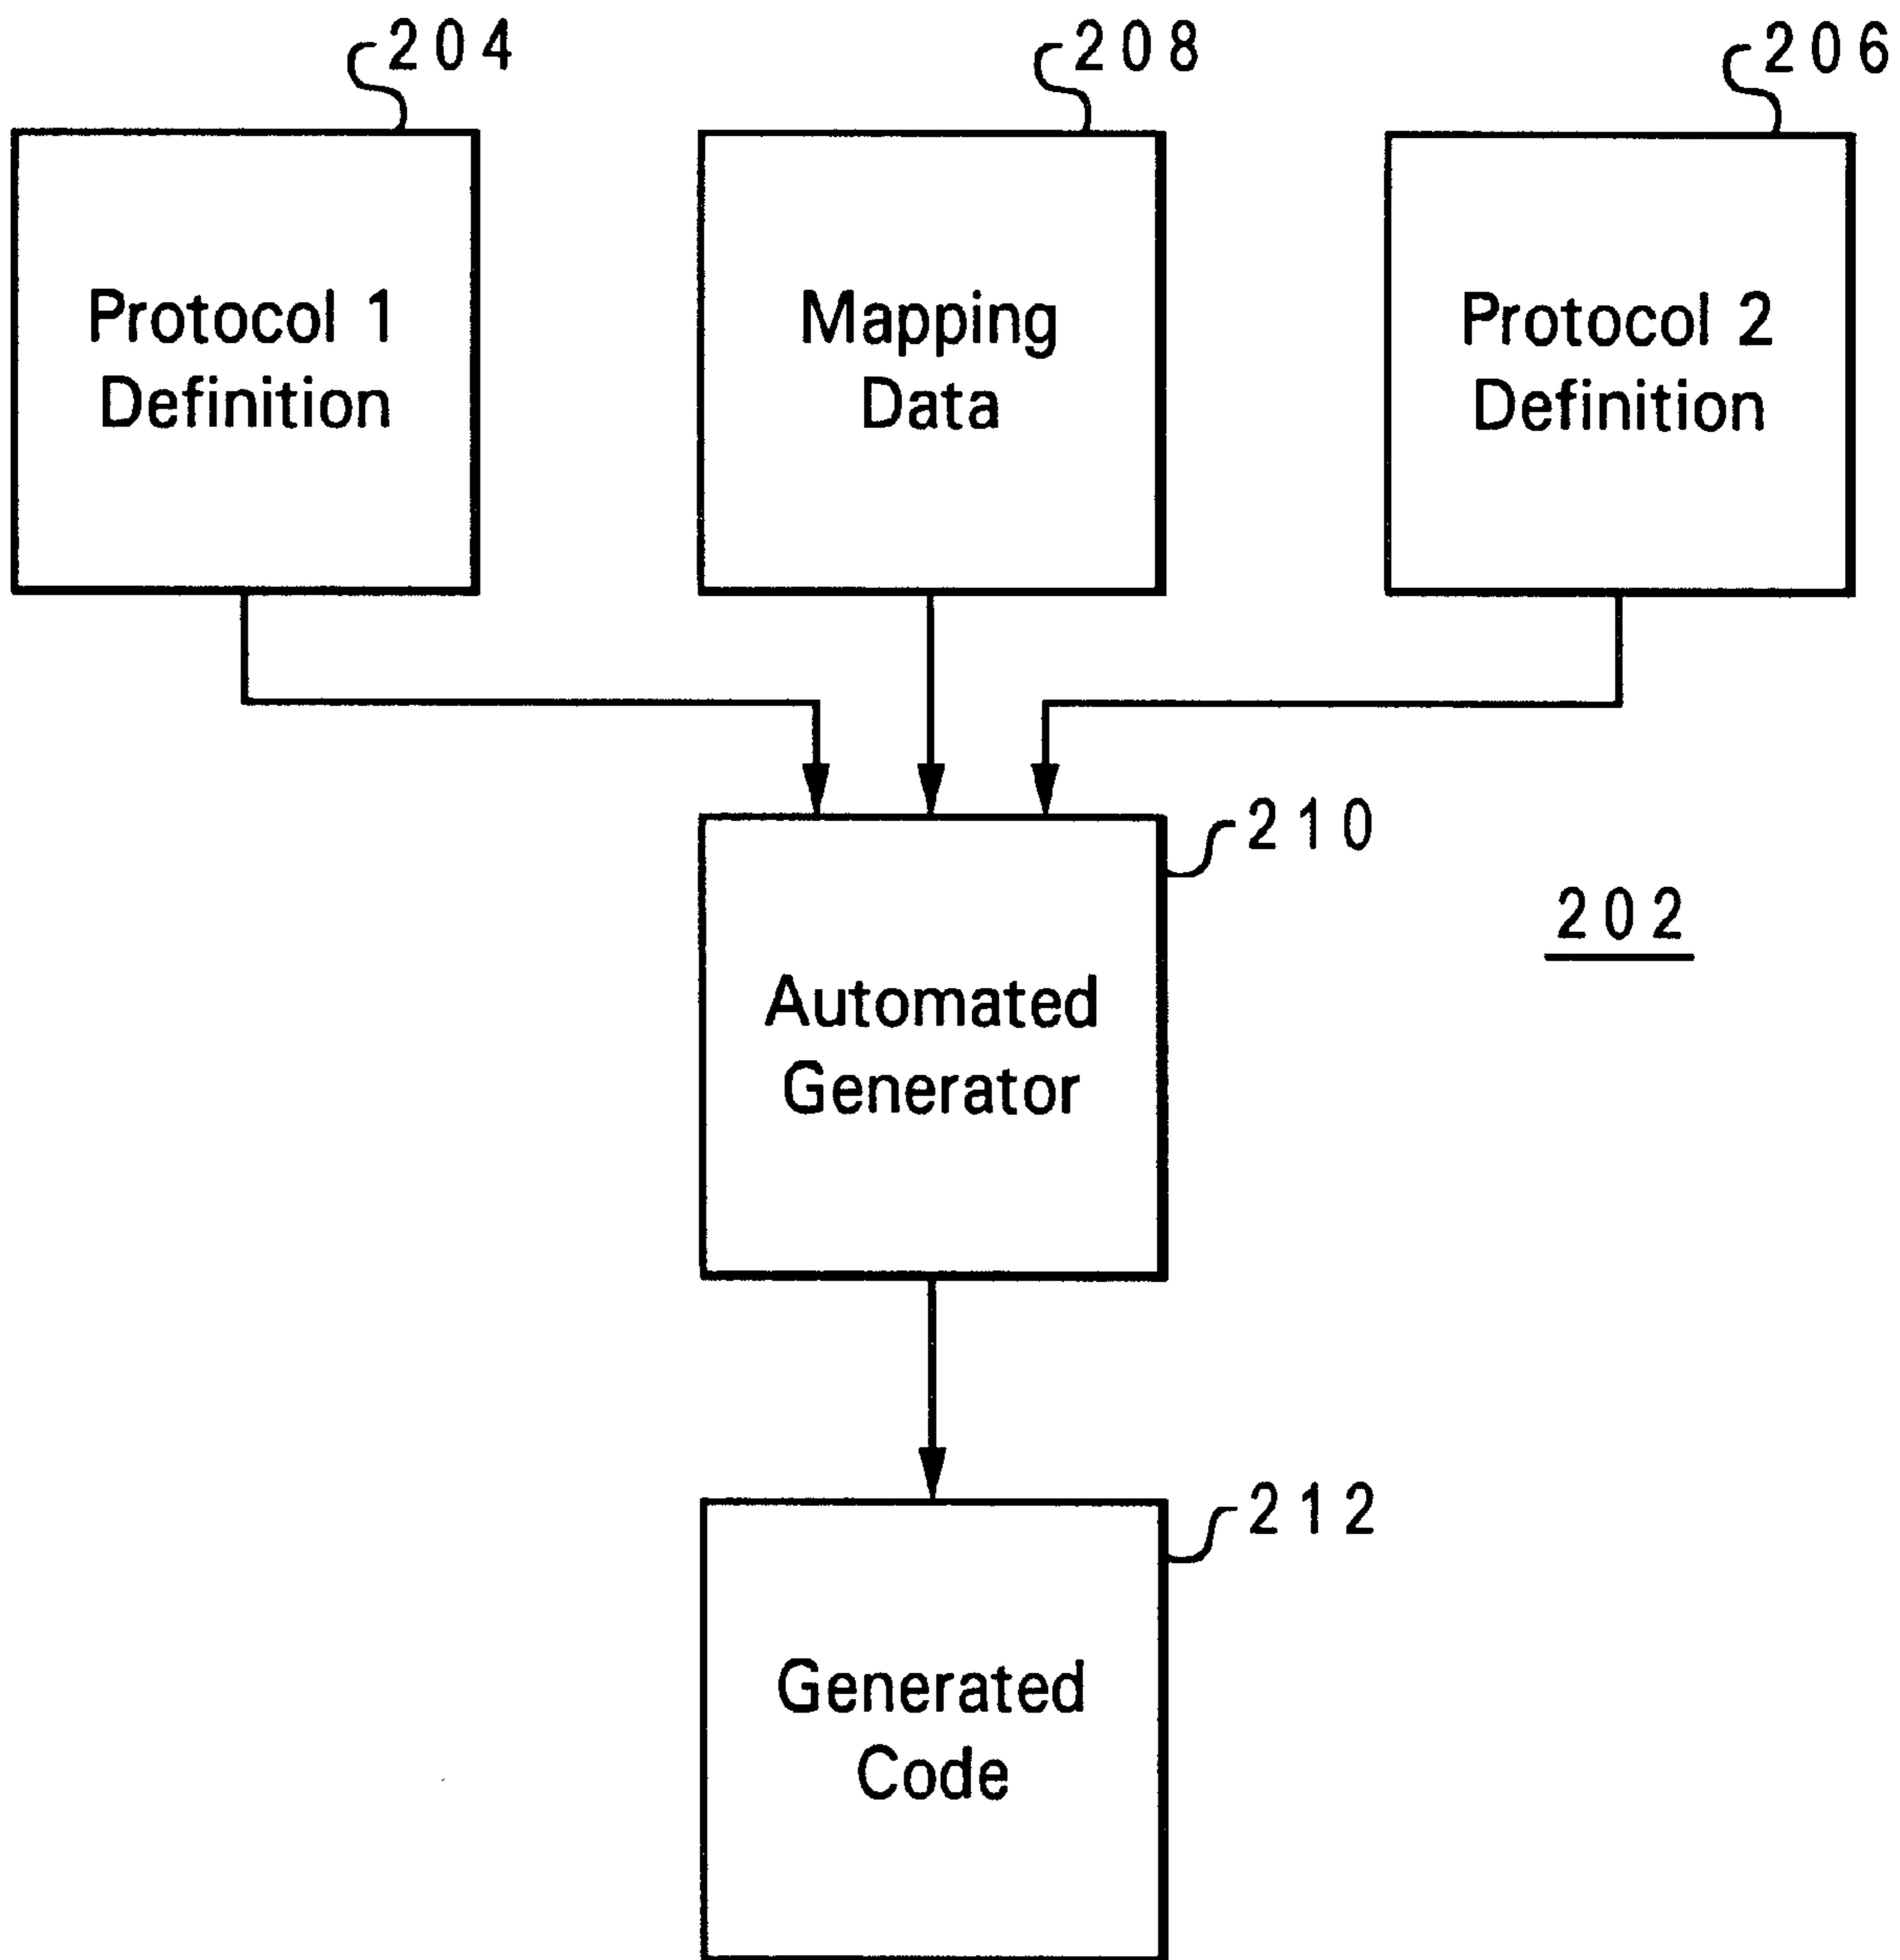 204
208
206
Protocol 1
Definition
Mapping
Data
Protocol 2
Definition
210
202
Automated
Generator
212
Generated
Code